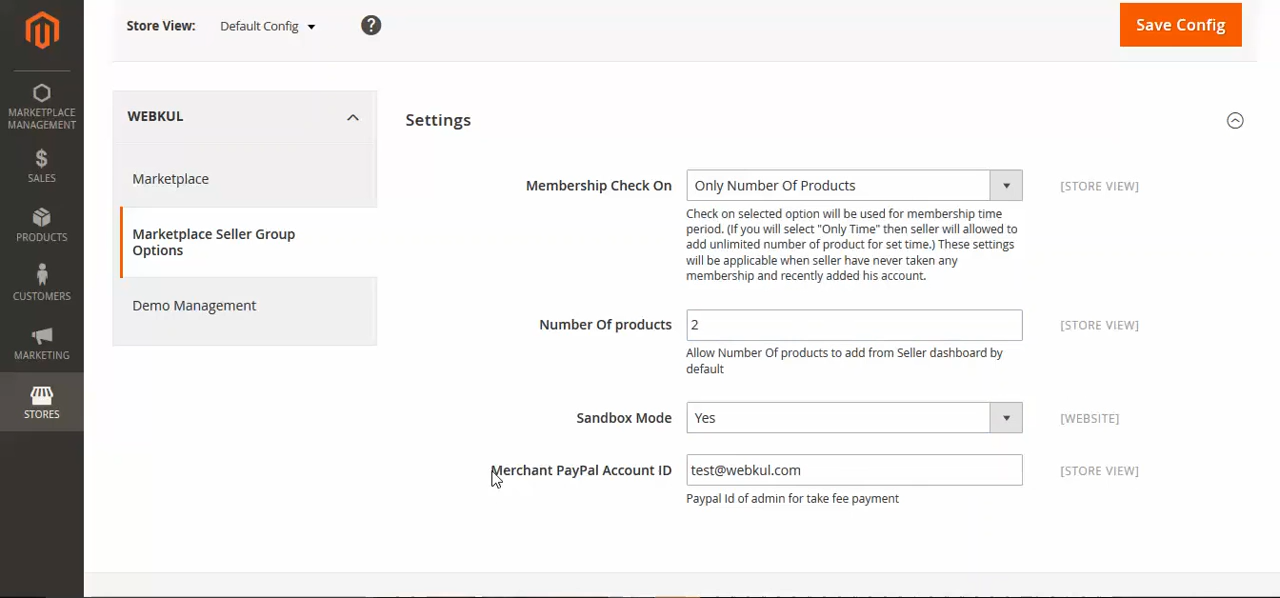 Store View: Default Config ?
Save Config
MARKETPLACE
MANAGEMENT
SALES
PRODUCTS
CUSTOMERS
MARKETING
STORES
WEBKUL
Marketplace
Marketplace Seller Group
Options
Demo Management
Settings
Membership Check On Only Number Of Products [STORE VIEW]
Check on selected option will be used for membership time
period. (If you will select "Only Time" then seller will allowed to
add unlimited number of product for set time.) These settings
will be applicable when seller have never taken any
membership and recently added his account.
Number Of products 2 [STORE VIEW]
Allow Number Of products to add from Seller dashboard by
default
Sandbox Mode Yes [WEBSITE]
Merchant PayPal Account ID test@webkul.com [STORE VIEW]
Paypal Id of admin for take fee payment